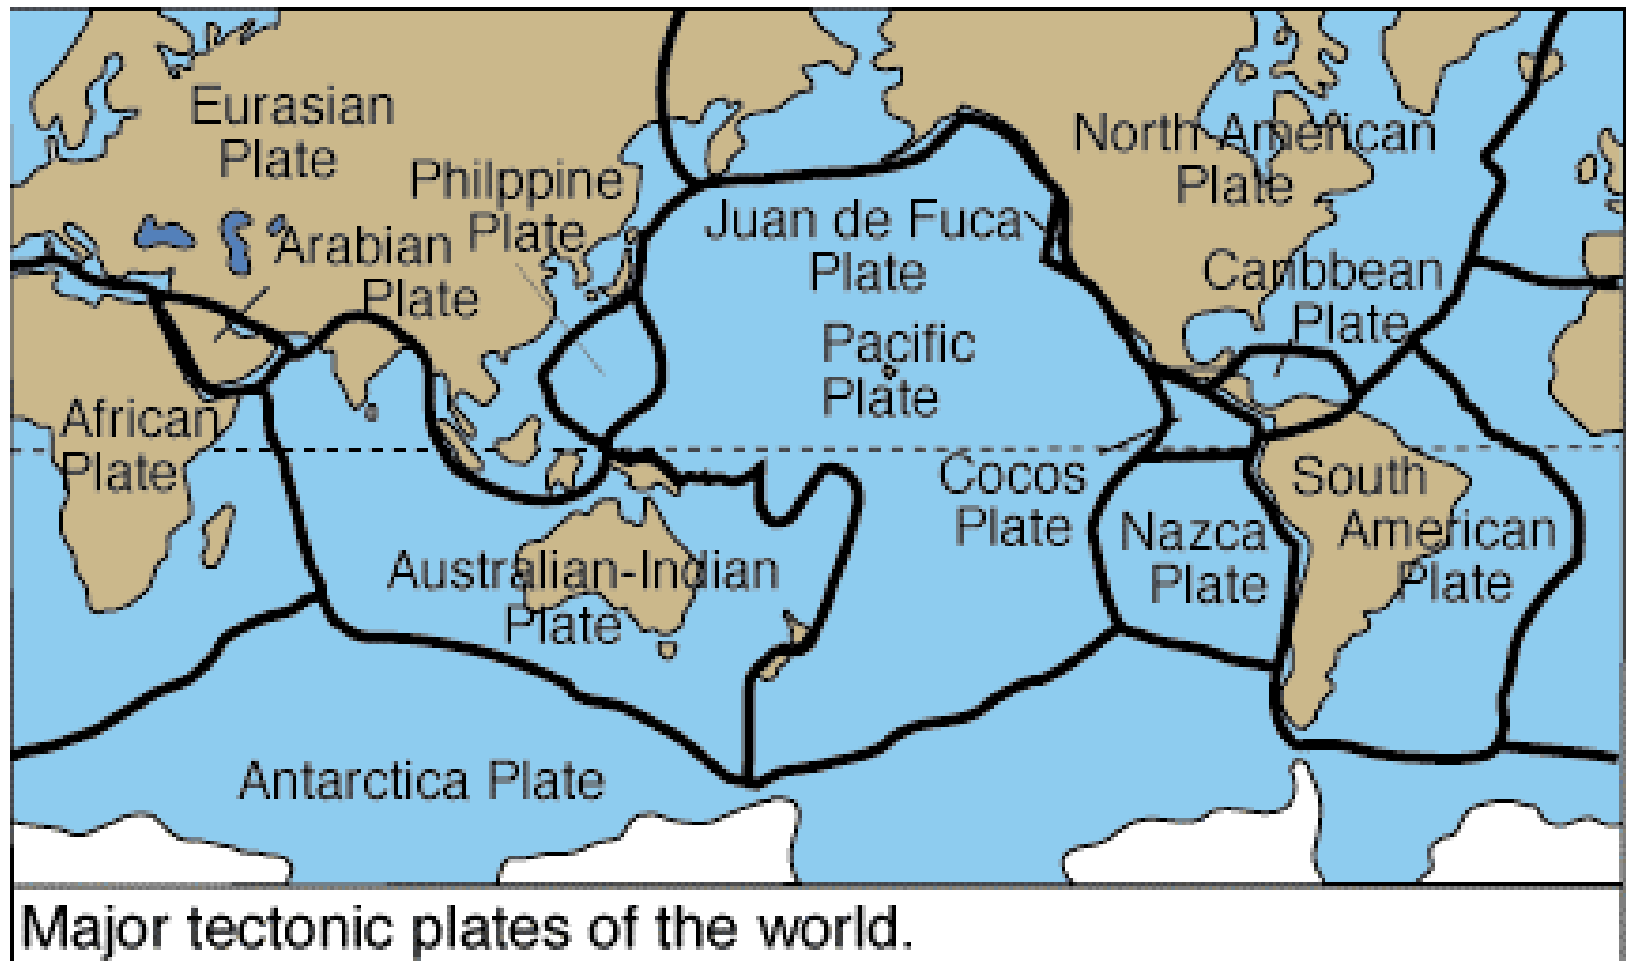 Eurasian
Plate
Philppine
Plate
Arabian
Plate
African
Plate
Juan de Fuca
Plate
Pacific
Plate
North American
Plate
Caribbean
Plate
Cocos
Plate
Nazca
Plate
South
American
Plate
Australian-Indian
Plate
Antarctica Plate
Major tectonic plates of the world.